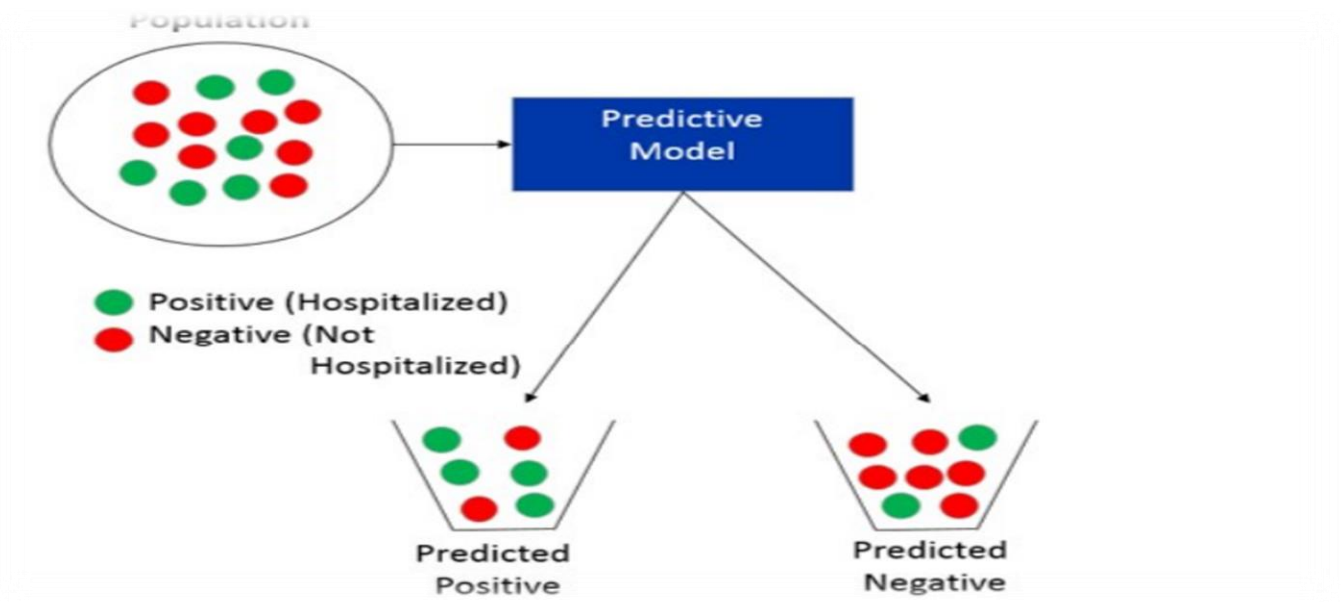 Population
Predictive
Model
Positive (Hospitalized)
Negative (Not
Hospitalized)
Predicted
Positive
Predicted
Negative